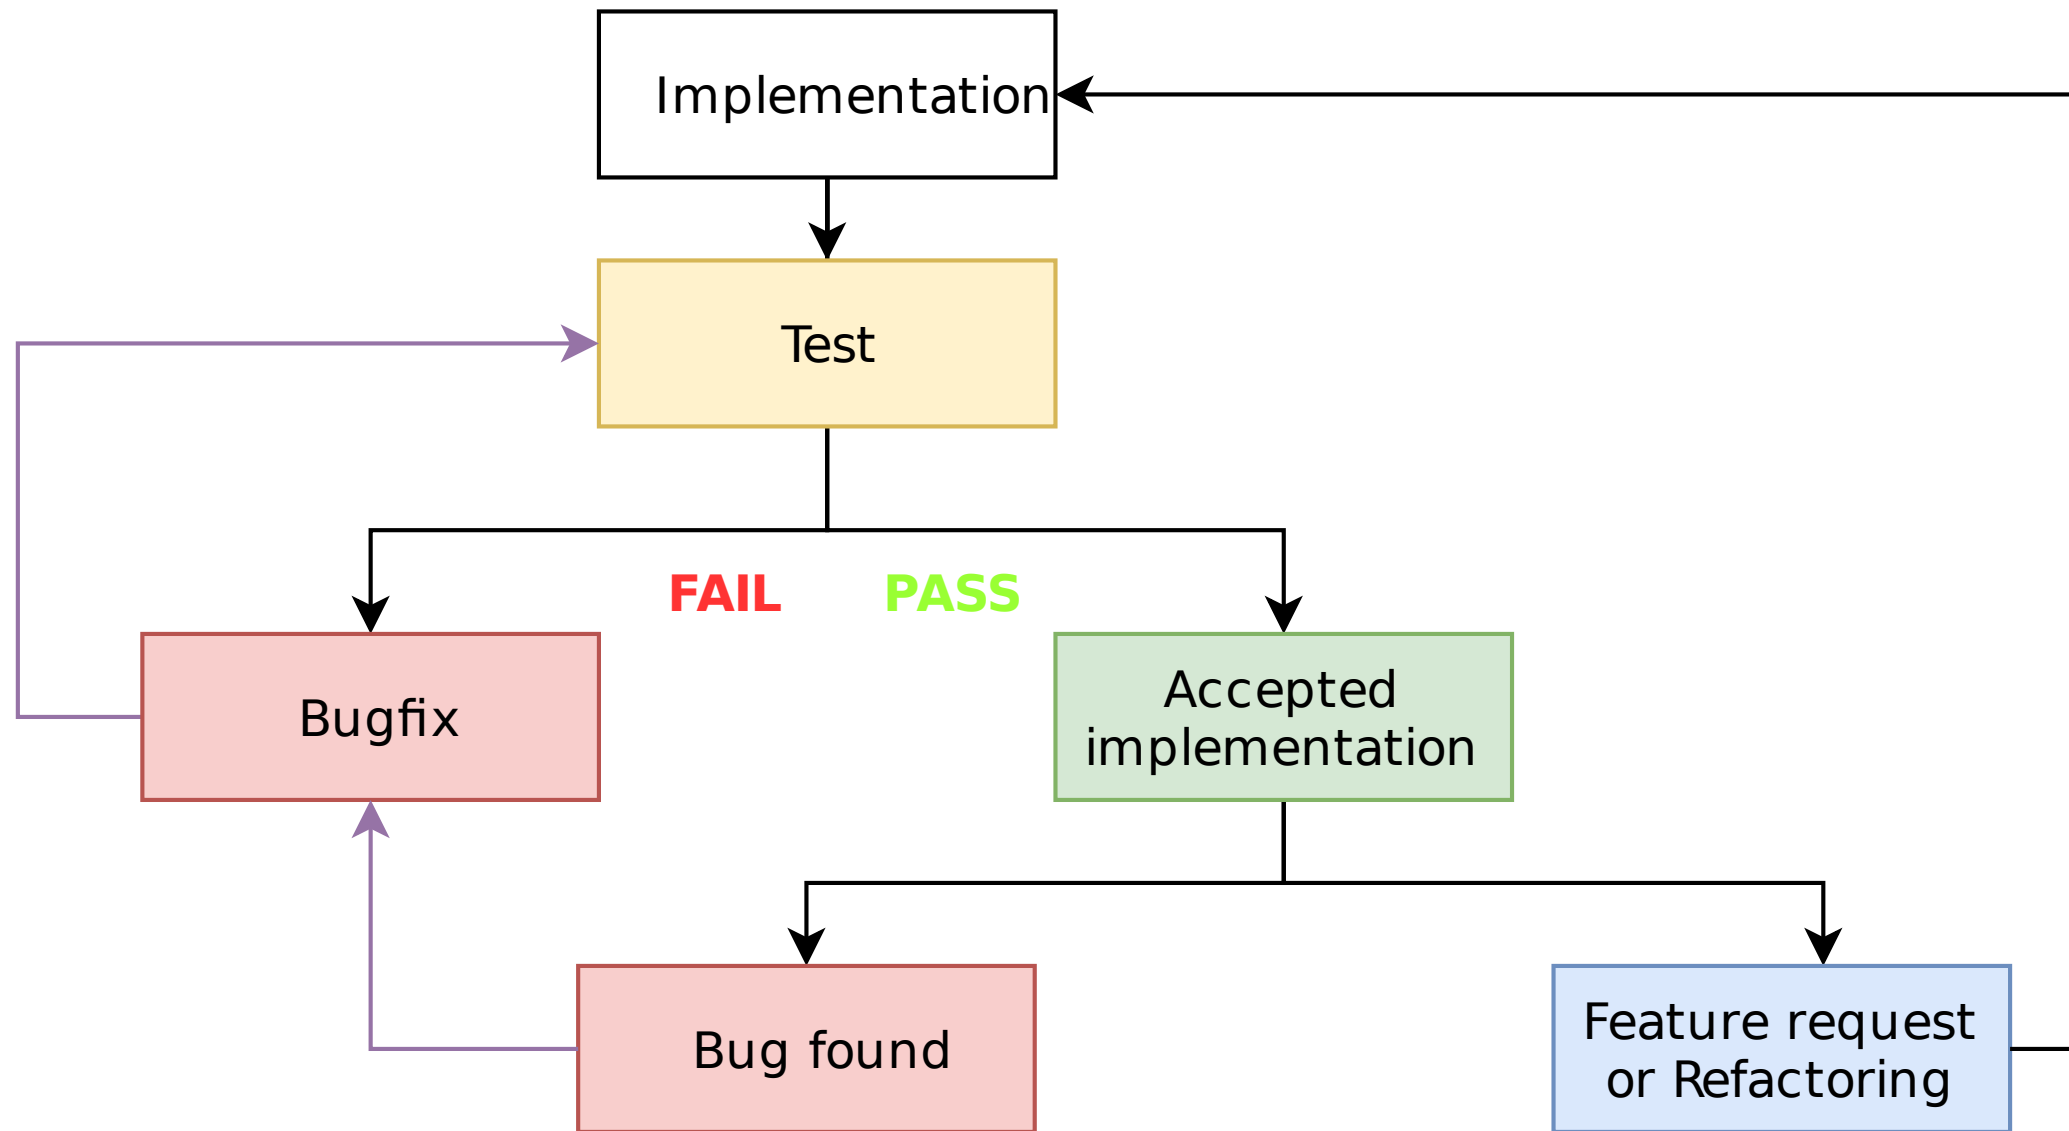 Implementation
Test
FAIL
PASS
Bugfix
Accepted
implementation
Bug found
Feature request
or Refactoring